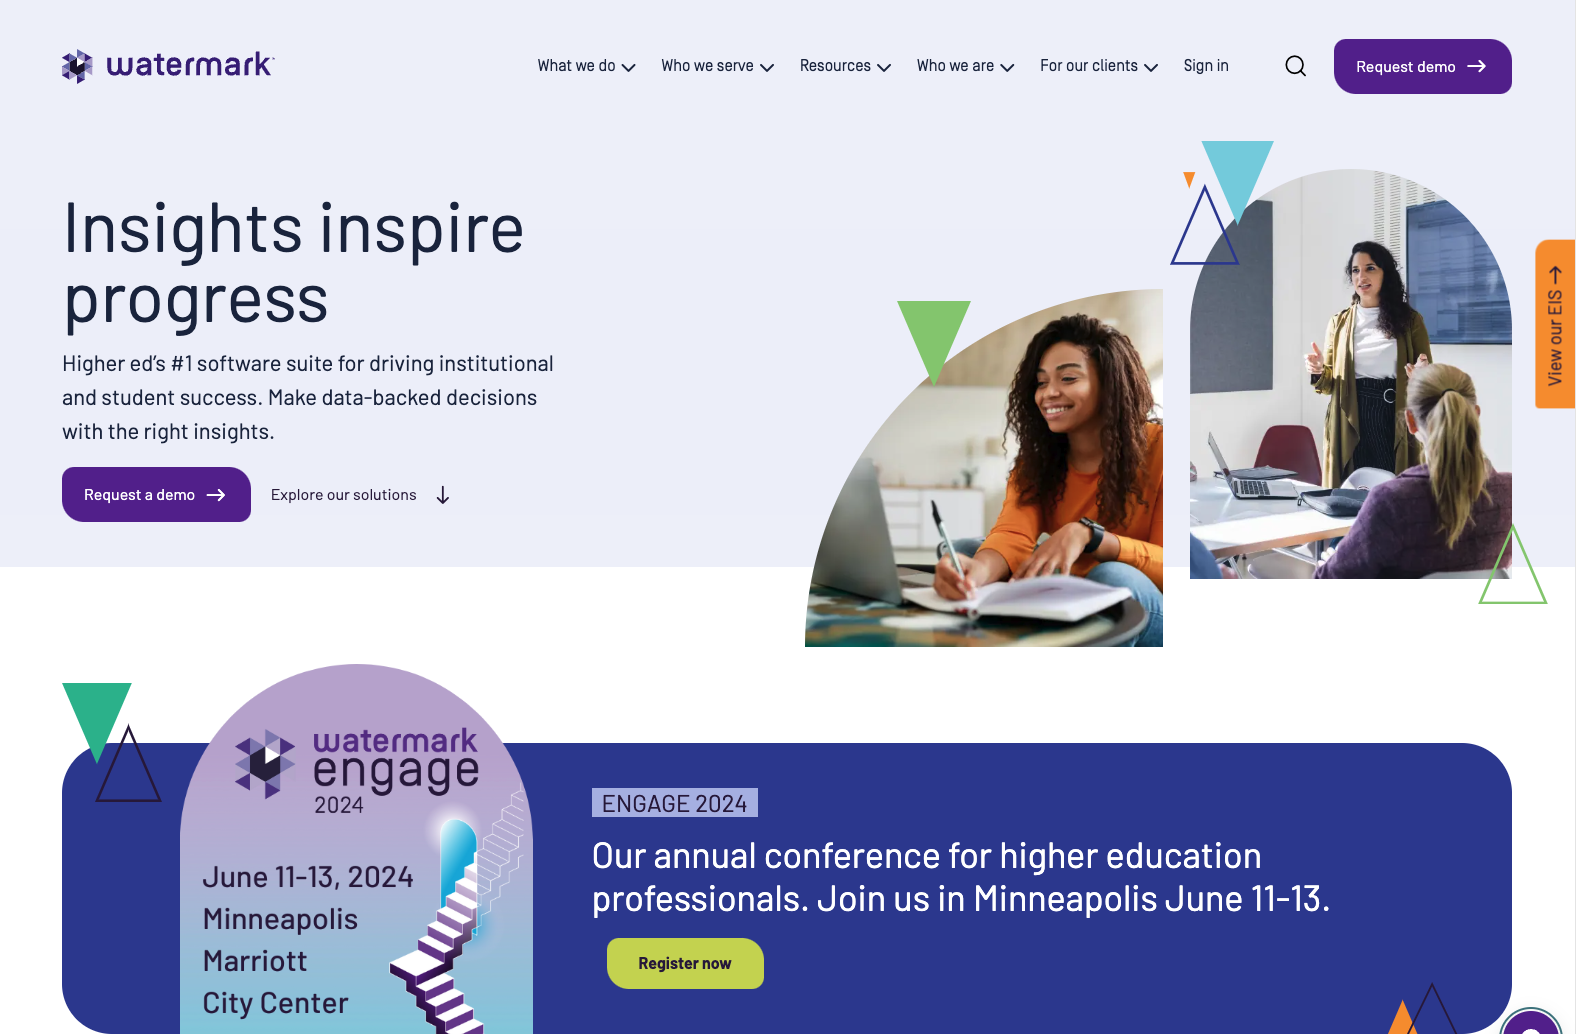 watermark
What we do
Who we serve
Resources
Who we are
For our clients
Sign in
Request demo
Insights inspire
progress
Higher ed’s #1 software suite for driving institutional
and student success. Make data-backed decisions
with the right insights.
Request a demo
Explore our solutions
View our EIS
watermark
engage
2024
June 11-13, 2024
Minneapolis
Marriott
City Center
ENGAGE 2024
Our annual conference for higher education
professionals. Join us in Minneapolis June 11-13.
Register now